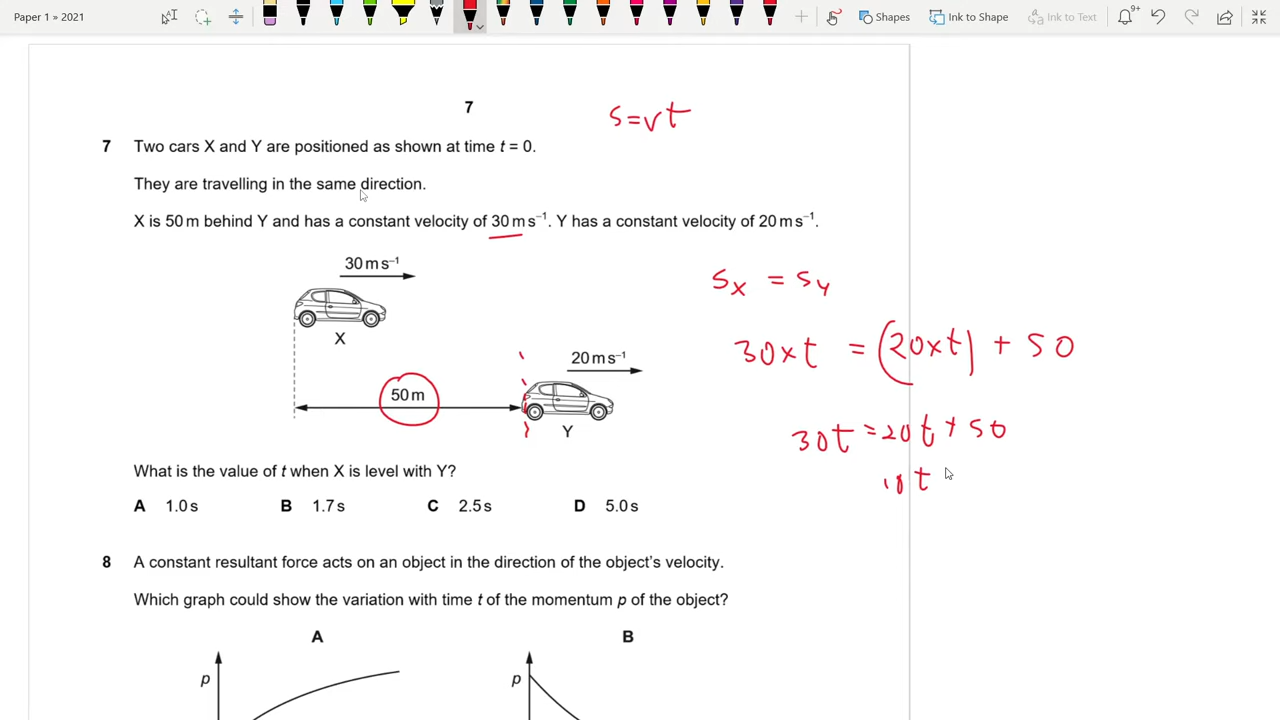 Paper 1 » 2021
Shapes
Ink to Shape
Ink to Text
9+
7
s=vt
7 Two cars X and Y are positioned as shown at time t = 0.
They are travelling in the same direction.
X is 50 m behind Y and has a constant velocity of 30 m s⁻¹. Y has a constant velocity of 20 m s⁻¹.
30 m s⁻¹
X
50 m
20 m s⁻¹
Y
sX = sY
30×t = (20×t) + 50
30t = 20t + 50
10t
What is the value of t when X is level with Y?
A 1.0 s B 1.7 s C 2.5 s D 5.0 s
8 A constant resultant force acts on an object in the direction of the object's velocity.
Which graph could show the variation with time t of the momentum p of the object?
A B
p p